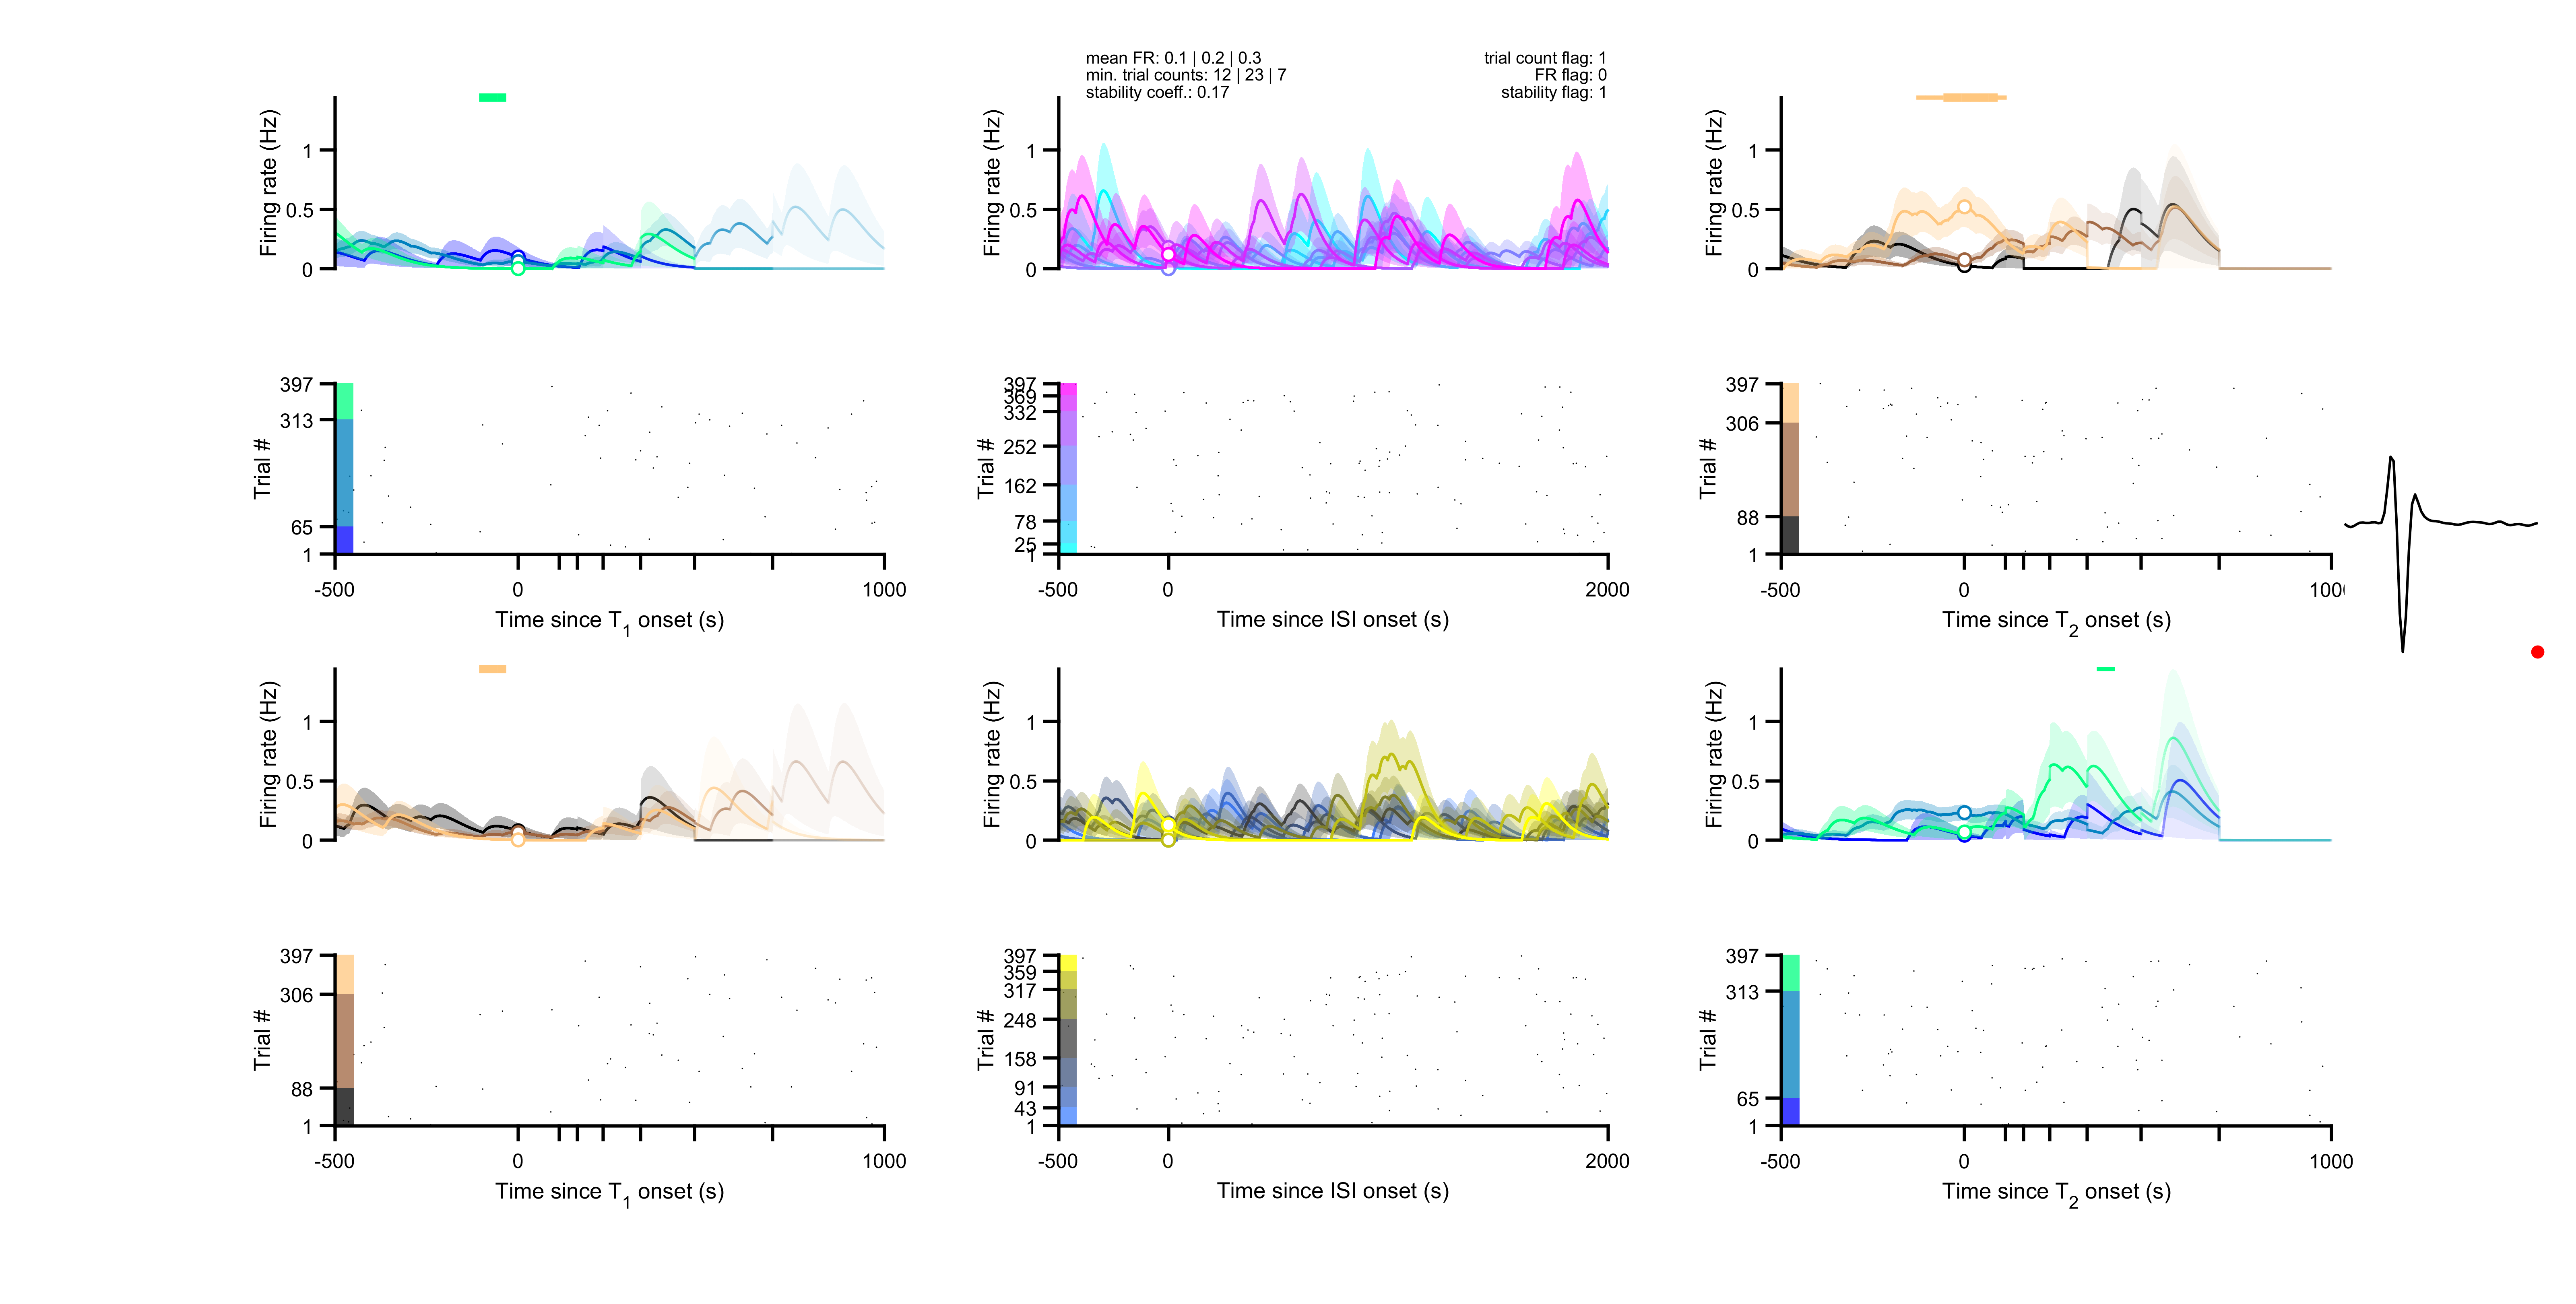 mean FR: 0.1 | 0.2 | 0.3
min. trial counts: 12 | 23 | 7
stability coeff.: 0.17
trial count flag: 1
FR flag: 0
stability flag: 1
Firing rate (Hz)
1
0.5
0
Firing rate (Hz)
1
0.5
0
Firing rate (Hz)
1
0.5
0
Trial #
397
313
65
1
-500
0
1000
Time since T1 onset (s)
Trial #
397
369
332
252
162
78
25
1
-500
0
2000
Time since ISI onset (s)
Trial #
397
306
88
1
-500
0
1000
Time since T2 onset (s)
Firing rate (Hz)
1
0.5
0
Firing rate (Hz)
1
0.5
0
Firing rate (Hz)
1
0.5
0
Trial #
397
306
88
1
-500
0
1000
Time since T1 onset (s)
Trial #
397
359
317
248
158
91
43
1
-500
0
2000
Time since ISI onset (s)
Trial #
397
313
65
1
-500
0
1000
Time since T2 onset (s)